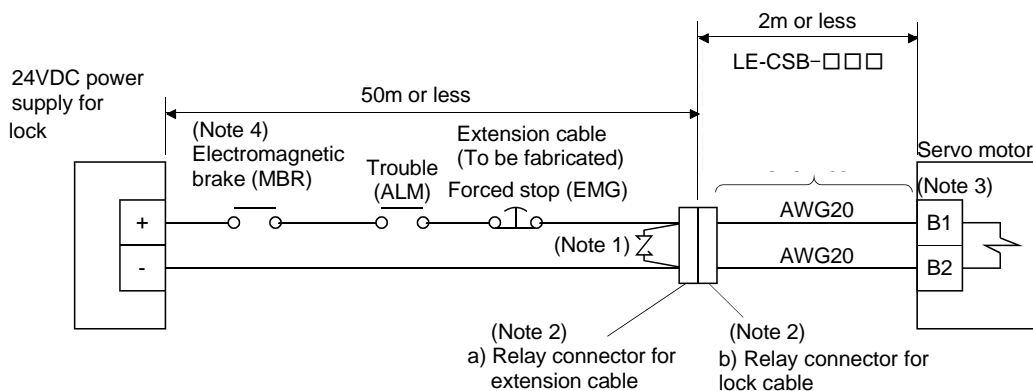 2m or less
LE-CSB-□□□
24VDC power
supply for
lock
50m or less
(Note 4)
Electromagnetic
brake (MBR)
Trouble
(ALM)
Extension cable
(To be fabricated)
Forced stop (EMG)
Servo motor
(Note 3)
+
AWG20
B1
(Note 1)
-
AWG20
B2
(Note 2)
a) Relay connector for
extension cable
(Note 2)
b) Relay connector for
lock cable